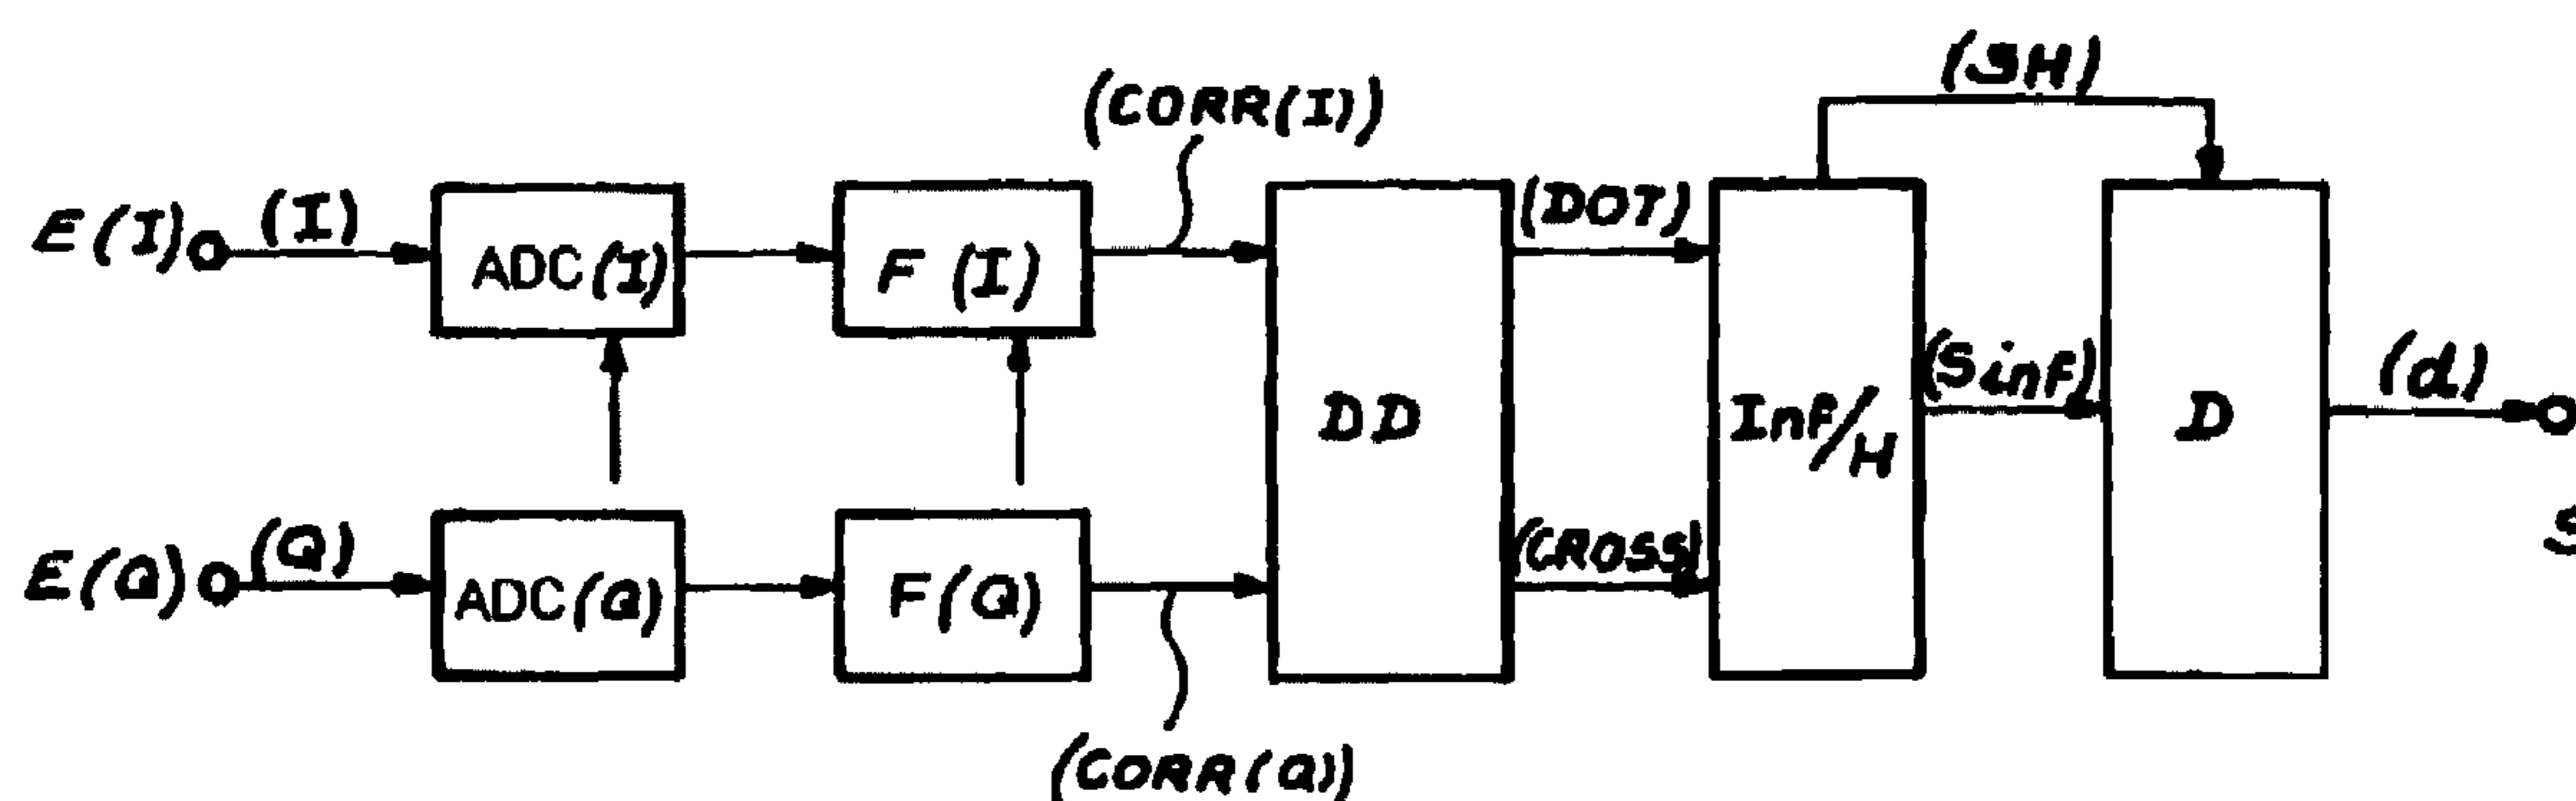 (SH)
(CORR(I))
E(I) (I) ADC(I) F(I) (DOT)
DD Inf/H (Sinf) D (d)
E(Q) (Q) ADC(Q) F(Q) (CROSS) S
(CORR(Q))